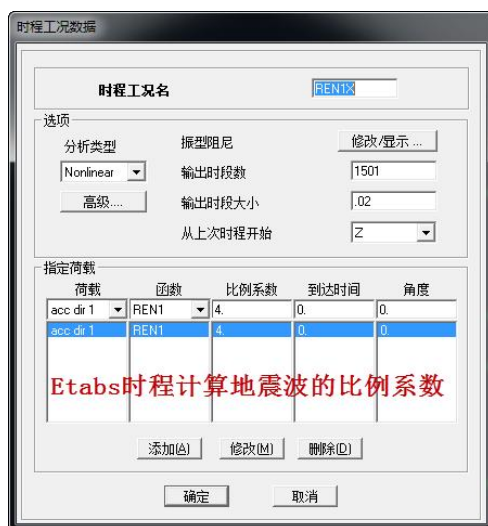 时程工况数据
时程工况名 REN1X
选项
分析类型 振型阻尼 修改/显示 ...
Nonlinear 输出时段数 1501
高级.... 输出时段大小 .02
从上次时程开始 Z
指定荷载
荷载 函数 比例系数 到达时间 角度
acc dir 1 REN1 4. 0. 0.
acc dir 1 REN1 4. 0. 0.
Etabs时程计算地震波的比例系数
添加(A) 修改(M) 删除(D)
确定 取消